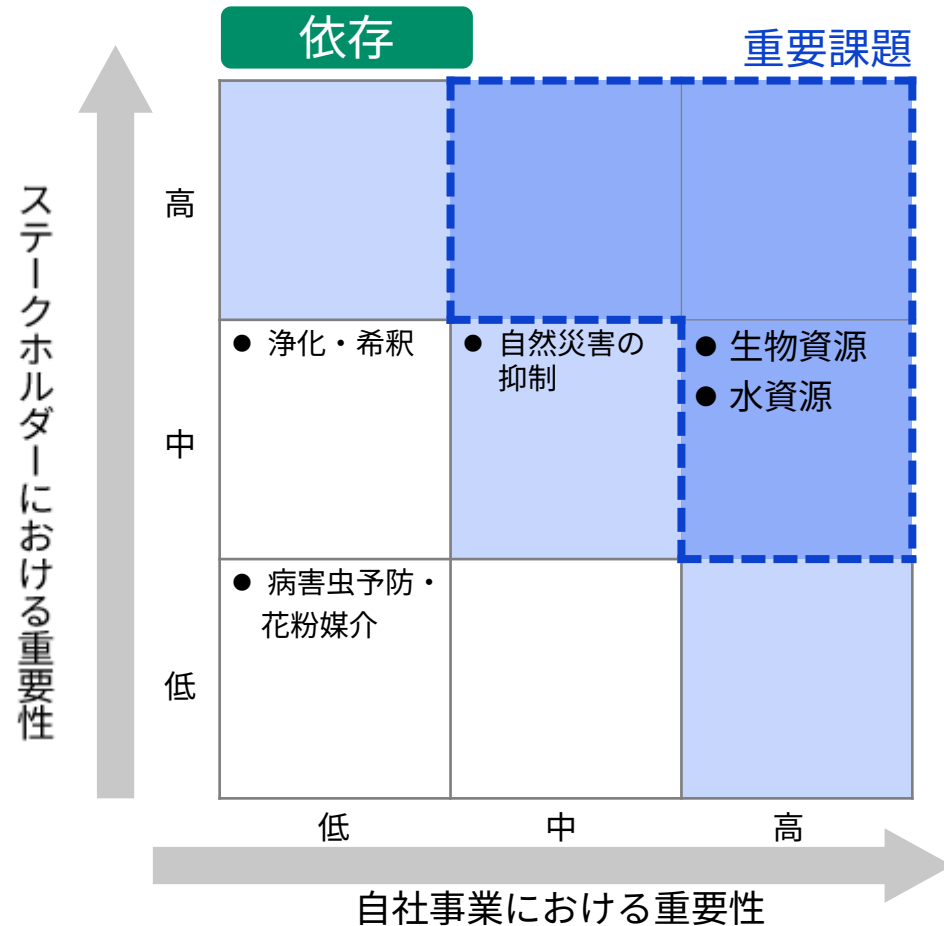 依存
重要課題
ステークホルダーにおける重要性
高
● 浄化・希釈
● 自然災害の
抑制
● 生物資源
● 水資源
中
● 病害虫予防・
花粉媒介
低
低
中
高
自社事業における重要性